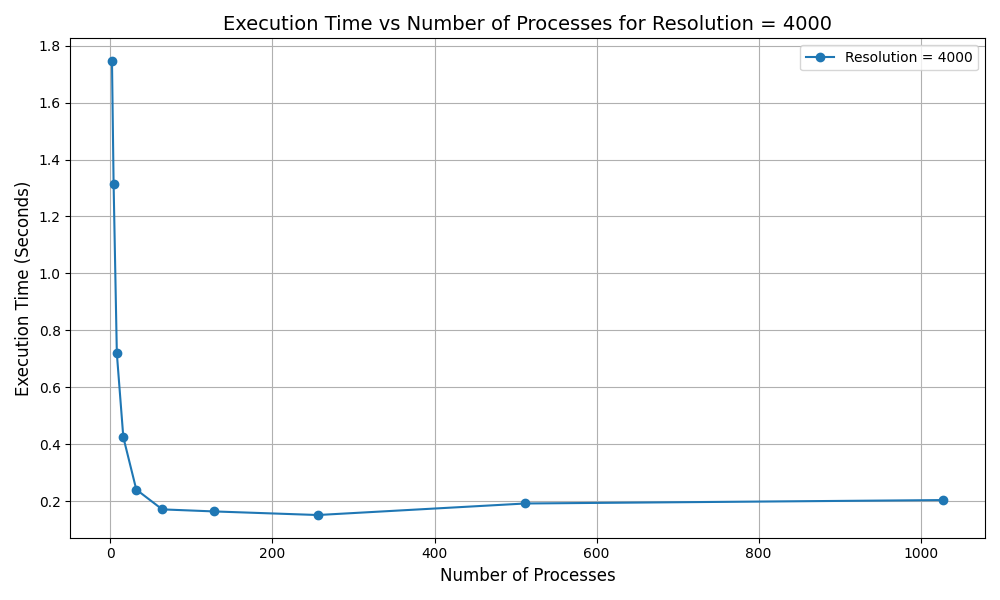 Execution Time vs Number of Processes for Resolution = 4000
Resolution = 4000
Execution Time (Seconds)
1.8
1.6
1.4
1.2
1.0
0.8
0.6
0.4
0.2
0 200 400 600 800 1000
Number of Processes